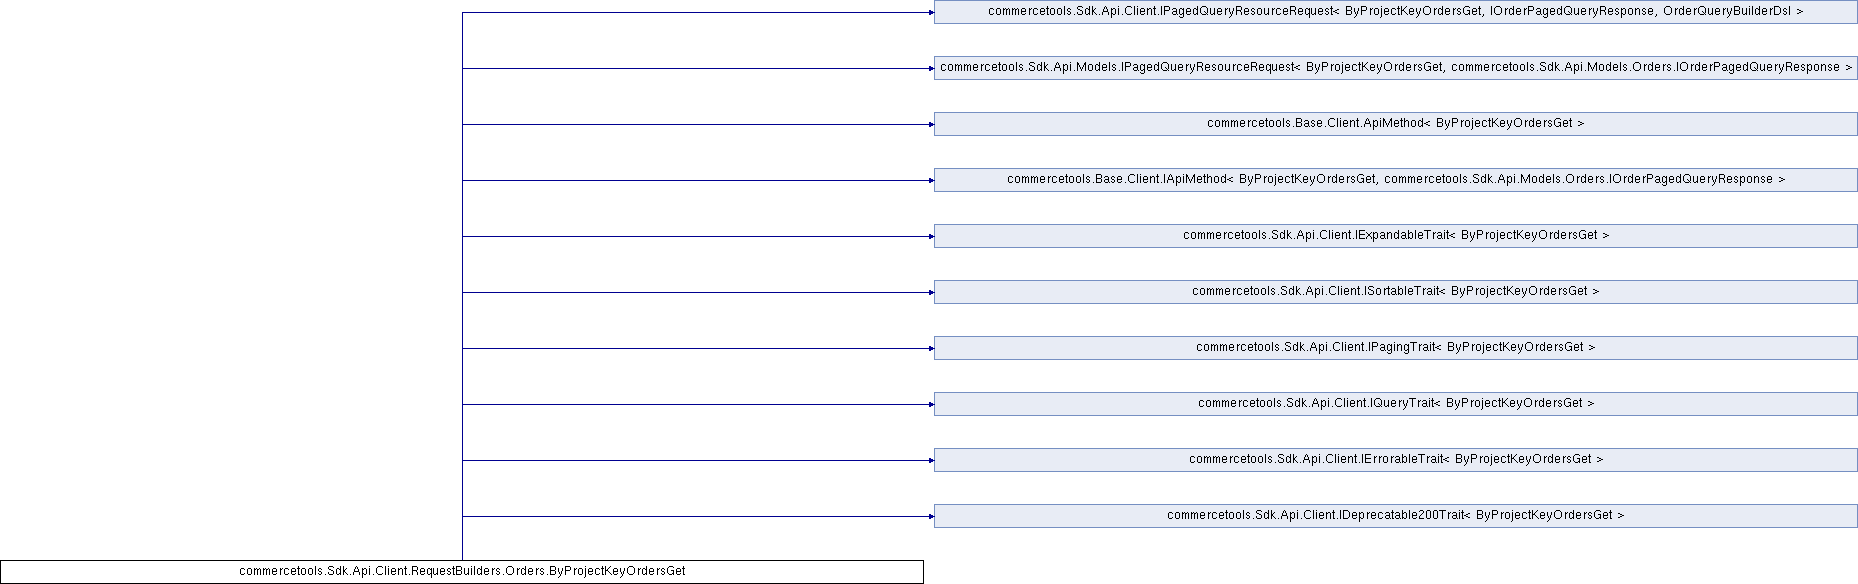 commercetools.Sdk.Api.Client.IPagedQueryResourceRequest< ByProjectKeyOrdersGet, IOrderPagedQueryResponse, OrderQueryBuilderDsl >
commercetools.Sdk.Api.Models.IPagedQueryResourceRequest< ByProjectKeyOrdersGet, commercetools.Sdk.Api.Models.Orders.IOrderPagedQueryResponse >
commercetools.Base.Client.ApiMethod< ByProjectKeyOrdersGet >
commercetools.Base.Client.IApiMethod< ByProjectKeyOrdersGet, commercetools.Sdk.Api.Models.Orders.IOrderPagedQueryResponse >
commercetools.Sdk.Api.Client.IExpandableTrait< ByProjectKeyOrdersGet >
commercetools.Sdk.Api.Client.ISortableTrait< ByProjectKeyOrdersGet >
commercetools.Sdk.Api.Client.IPagingTrait< ByProjectKeyOrdersGet >
commercetools.Sdk.Api.Client.IQueryTrait< ByProjectKeyOrdersGet >
commercetools.Sdk.Api.Client.IErrorableTrait< ByProjectKeyOrdersGet >
commercetools.Sdk.Api.Client.IDeprecatable200Trait< ByProjectKeyOrdersGet >
commercetools.Sdk.Api.Client.RequestBuilders.Orders.ByProjectKeyOrdersGet